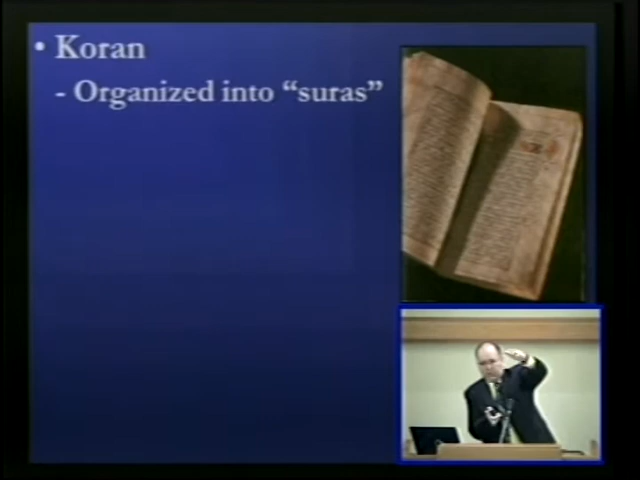 • Koran
- Organized into “suras”